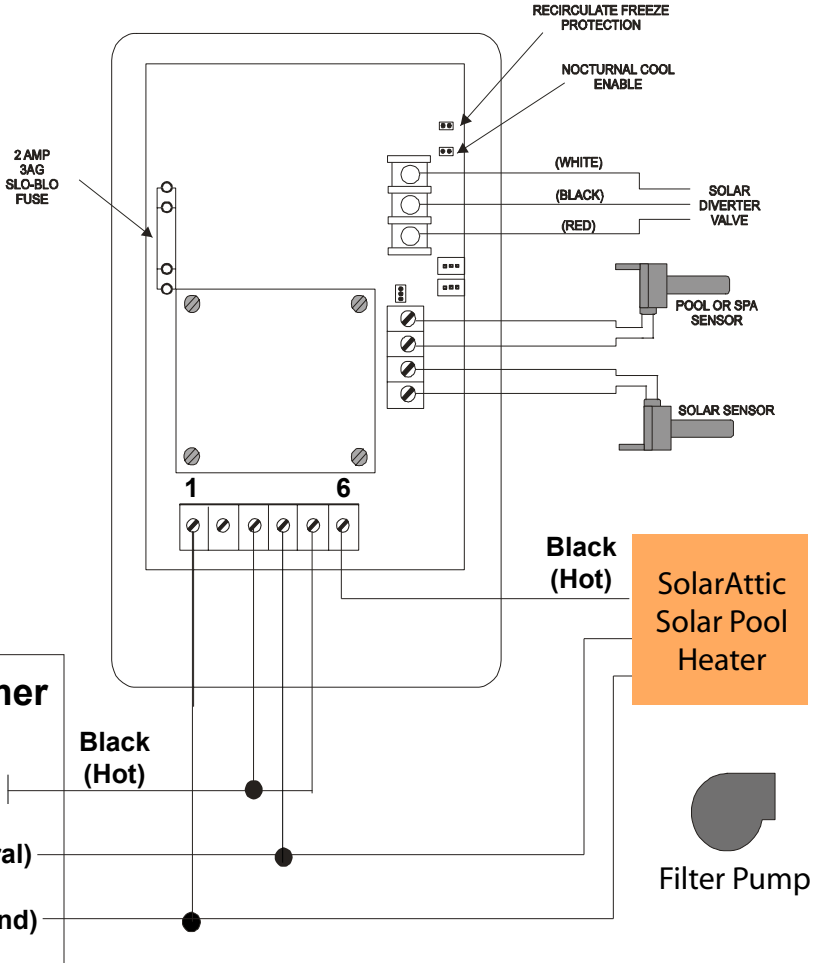 RECIRCULATE FREEZE
PROTECTION
NOCTURNAL COOL
ENABLE
2 AMP
3AG
SLO-BLO
FUSE
(WHITE)
(BLACK)
(RED)
SOLAR
DIVERTER
VALVE
POOL OR SPA
SENSOR
SOLAR SENSOR
1
6
Black
(Hot)
SolarAttic
Solar Pool
Heater
Black
(Hot)
Filter Pump